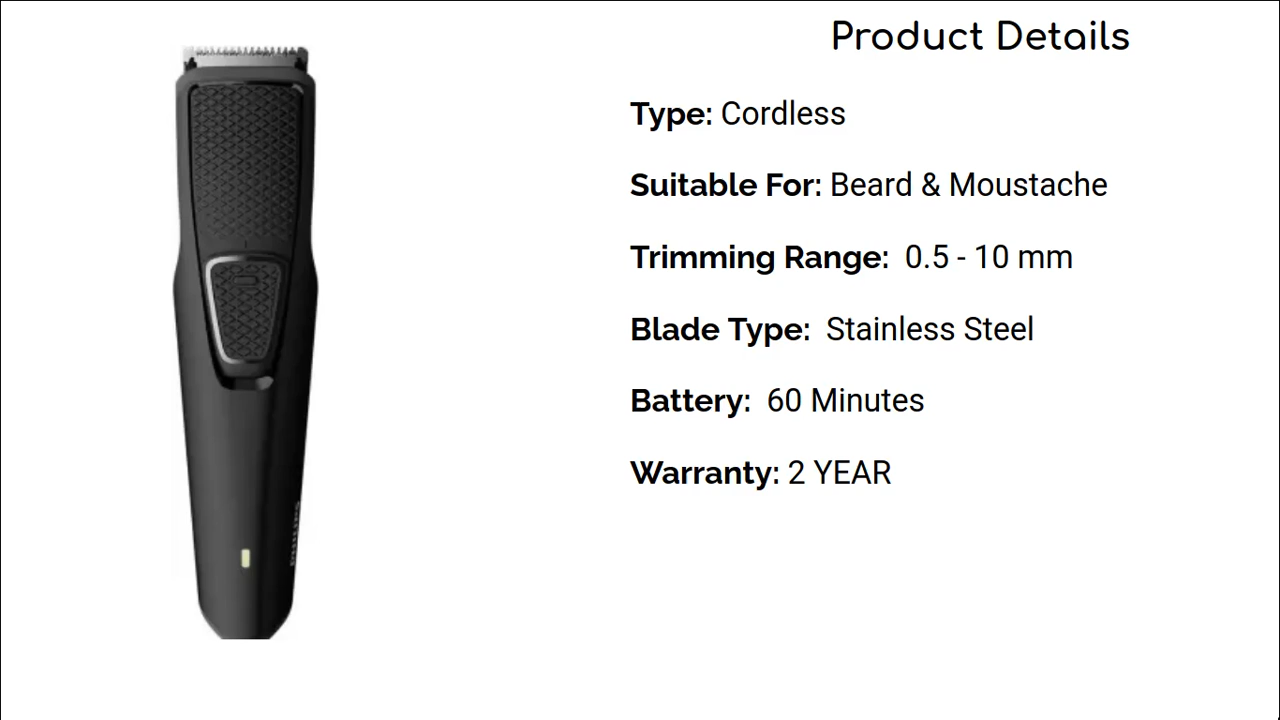 Product Details
Type: Cordless
Suitable For: Beard & Moustache
Trimming Range: 0.5 - 10 mm
Blade Type: Stainless Steel
Battery: 60 Minutes
Warranty: 2 YEAR
PHILIPS